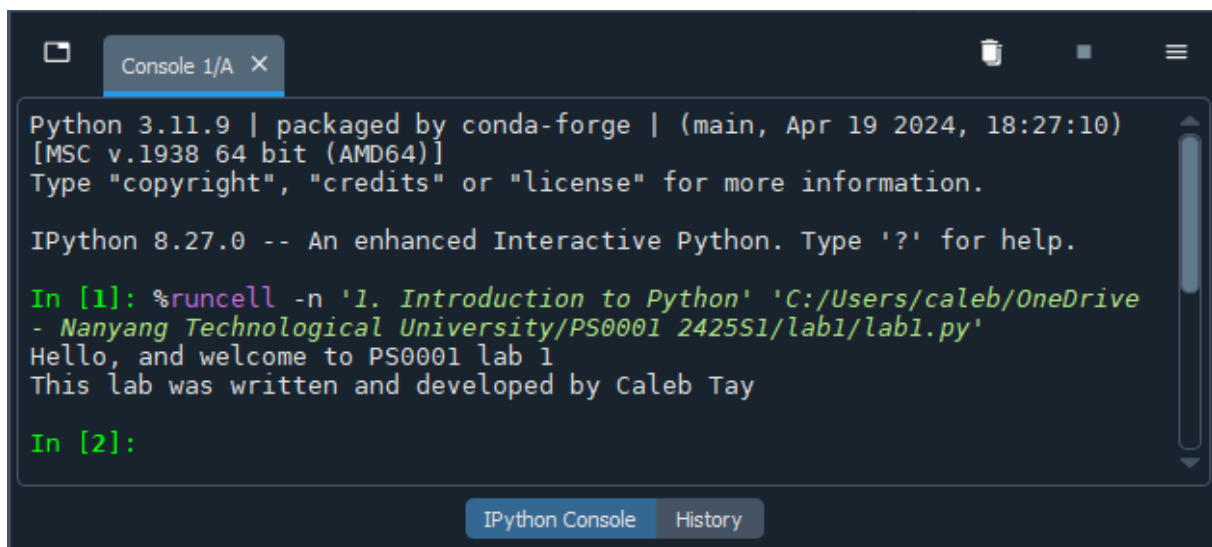 Console 1/A
Python 3.11.9 | packaged by conda-forge | (main, Apr 19 2024, 18:27:10)
[MSC v.1938 64 bit (AMD64)]
Type "copyright", "credits" or "license" for more information.
IPython 8.27.0 -- An enhanced Interactive Python. Type '?' for help.
In [1]: %runcell -n '1. Introduction to Python' 'C:/Users/caleb/OneDrive
- Nanyang Technological University/PS0001 2425S1/lab1/lab1.py'
Hello, and welcome to PS0001 lab 1
This lab was written and developed by Caleb Tay
In [2]:
IPython Console History